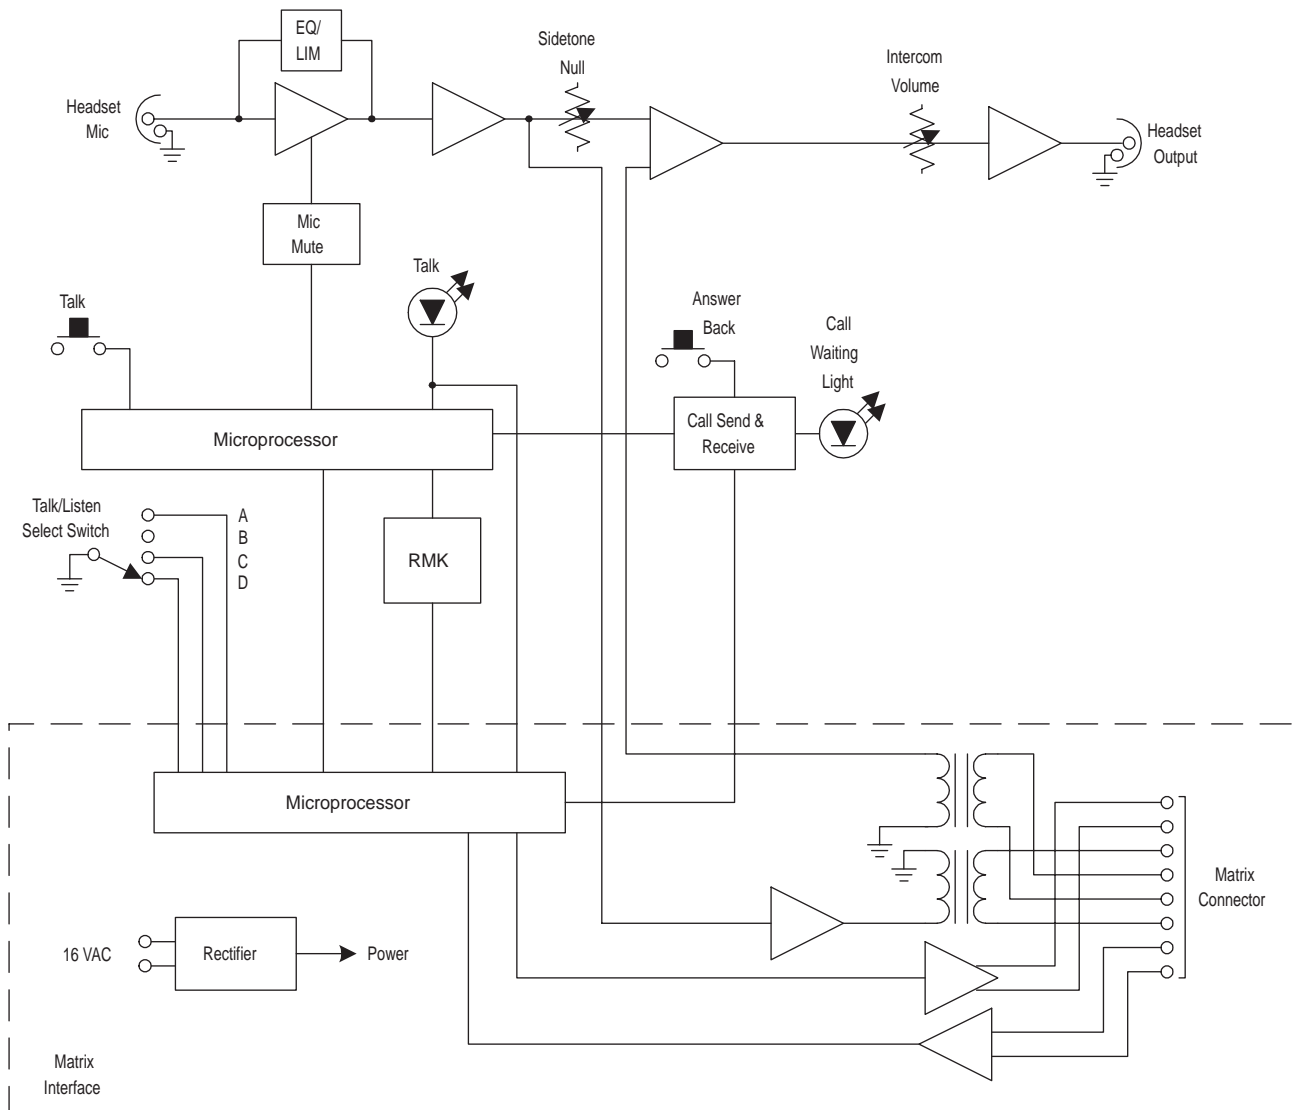 EQ/
LIM
Sidetone
Null
Intercom
Volume
Headset
Mic
Headset
Output
Mic
Mute
Talk
Talk
Answer
Back
Call
Waiting
Light
Microprocessor
Call Send &
Receive
Talk/Listen
Select Switch
A
B
C
D
RMK
Microprocessor
Matrix
Connector
16 VAC
Rectifier
Power
Matrix
Interface